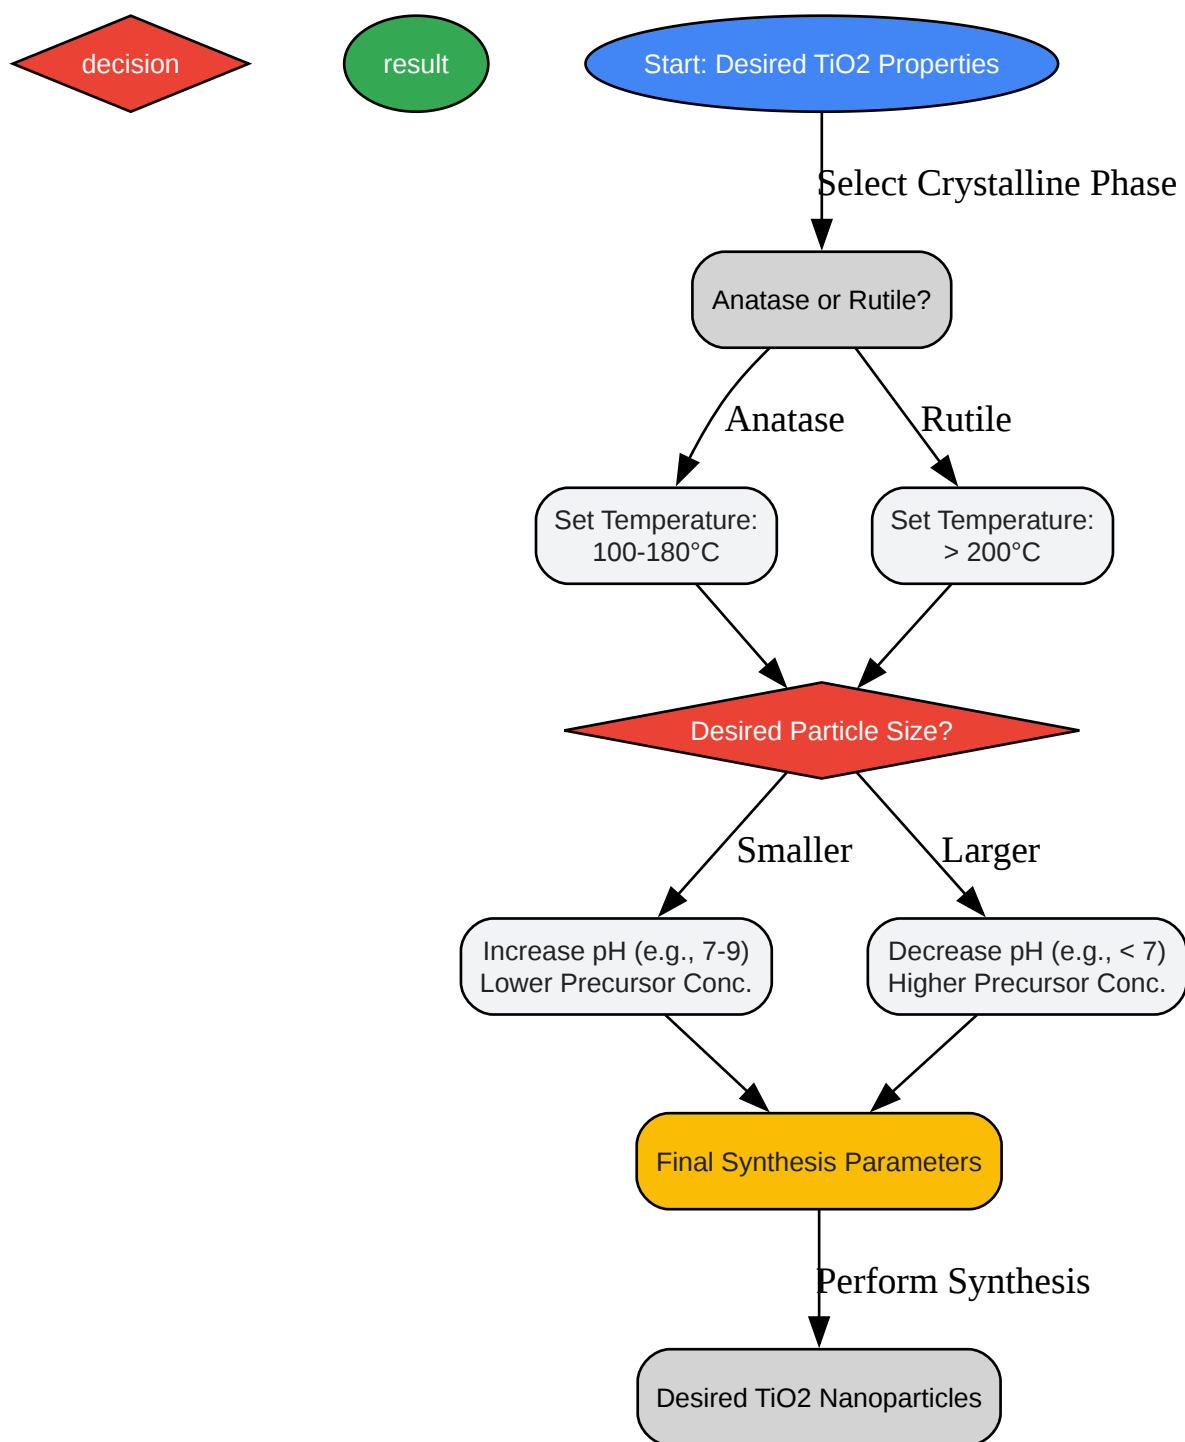 decision
result
Start: Desired TiO2 Properties
Select Crystalline Phase
Anatase or Rutile?
Anatase
Rutile
Set Temperature:
100-180°C
Set Temperature:
> 200°C
Desired Particle Size?
Smaller
Larger
Increase pH (e.g., 7-9)
Lower Precursor Conc.
Decrease pH (e.g., < 7)
Higher Precursor Conc.
Final Synthesis Parameters
Perform Synthesis
Desired TiO2 Nanoparticles